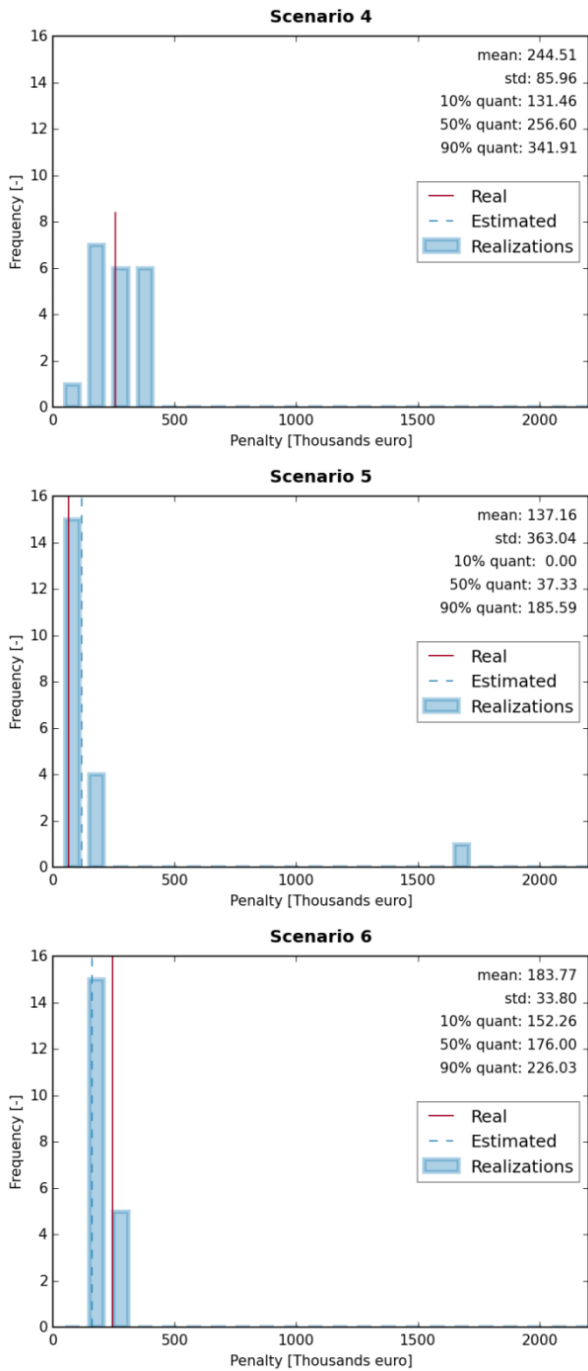 Scenario 4
16
14
12
10
8
6
4
2
0
Frequency [-]
mean: 244.51
std: 85.96
10% quant: 131.46
50% quant: 256.60
90% quant: 341.91
Real
Estimated
Realizations
0 500 1000 1500 2000
Penalty [Thousands euro]
Scenario 5
16
14
12
10
8
6
4
2
0
Frequency [-]
mean: 137.16
std: 363.04
10% quant: 0.00
50% quant: 37.33
90% quant: 185.59
Real
Estimated
Realizations
0 500 1000 1500 2000
Penalty [Thousands euro]
Scenario 6
16
14
12
10
8
6
4
2
0
Frequency [-]
mean: 183.77
std: 33.80
10% quant: 152.26
50% quant: 176.00
90% quant: 226.03
Real
Estimated
Realizations
0 500 1000 1500 2000
Penalty [Thousands euro]